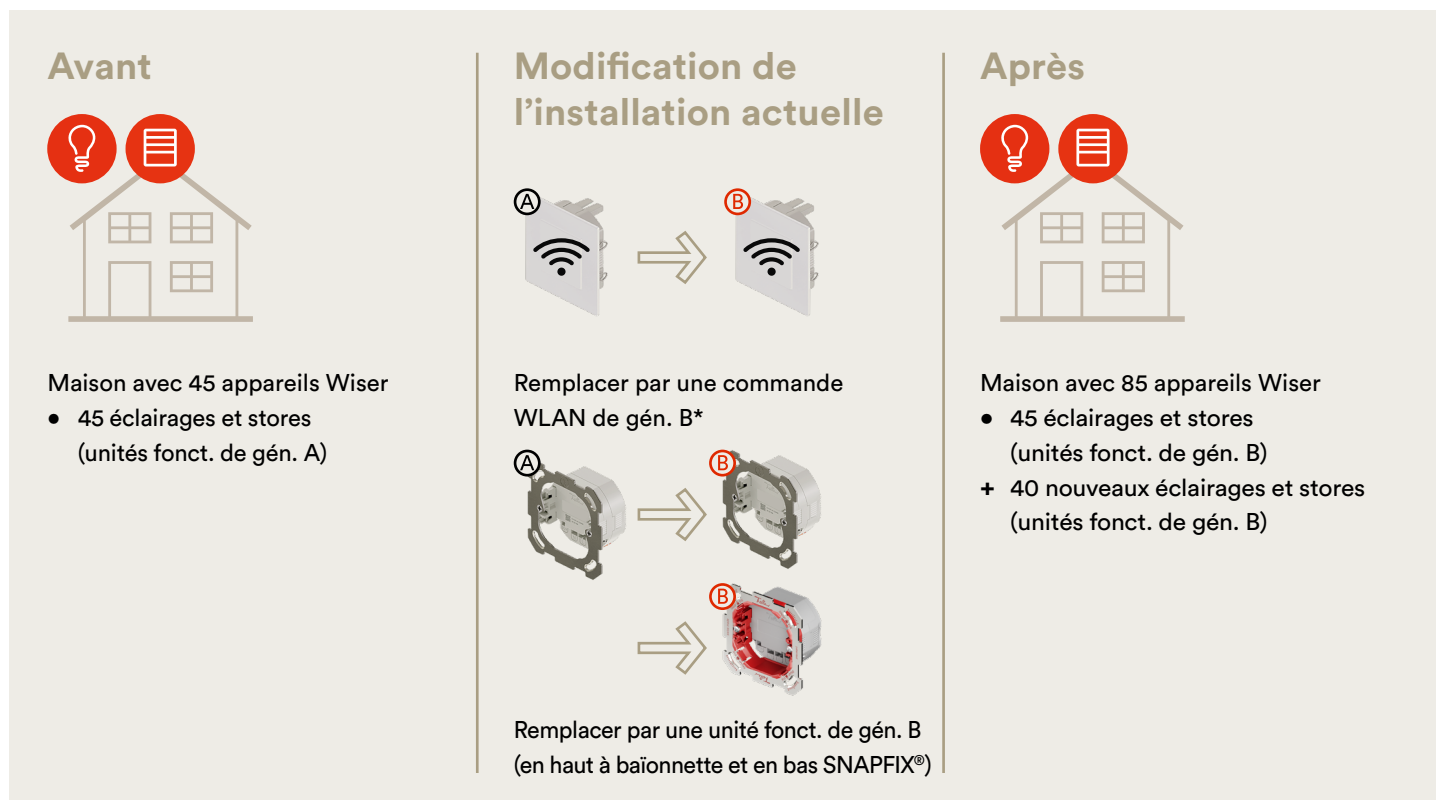 Avant
Maison avec 45 appareils Wiser
• 45 éclairages et stores
(unités fonct. de gén. A)
Modification de
l’installation actuelle
A
B
Remplacer par une commande
WLAN de gén. B*
A
B
B
Remplacer par une unité fonct. de gén. B
(en haut à baïonnette et en bas SNAPFIX®)
Après
Maison avec 85 appareils Wiser
• 45 éclairages et stores
(unités fonct. de gén. B)
+ 40 nouveaux éclairages et stores
(unités fonct. de gén. B)